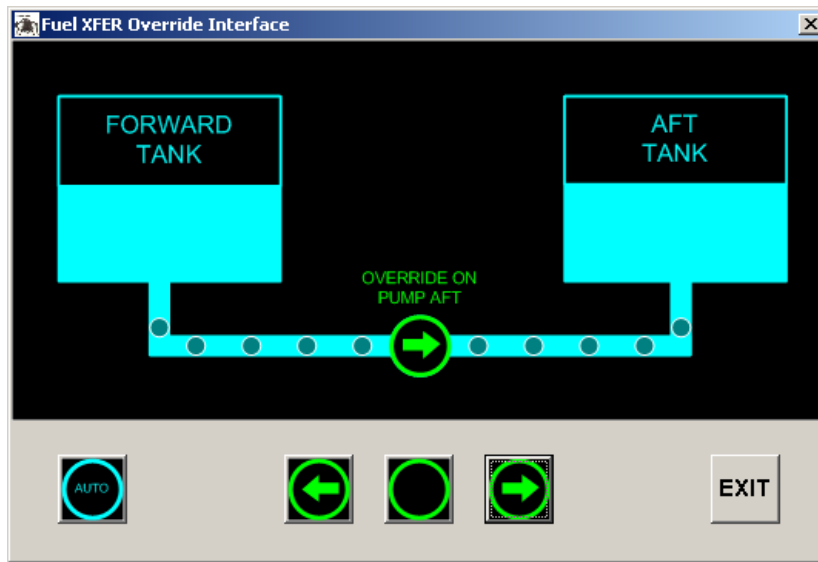 Fuel XFER Override Interface
FORWARD
TANK
AFT
TANK
OVERRIDE ON
PUMP AFT
AUTO
EXIT